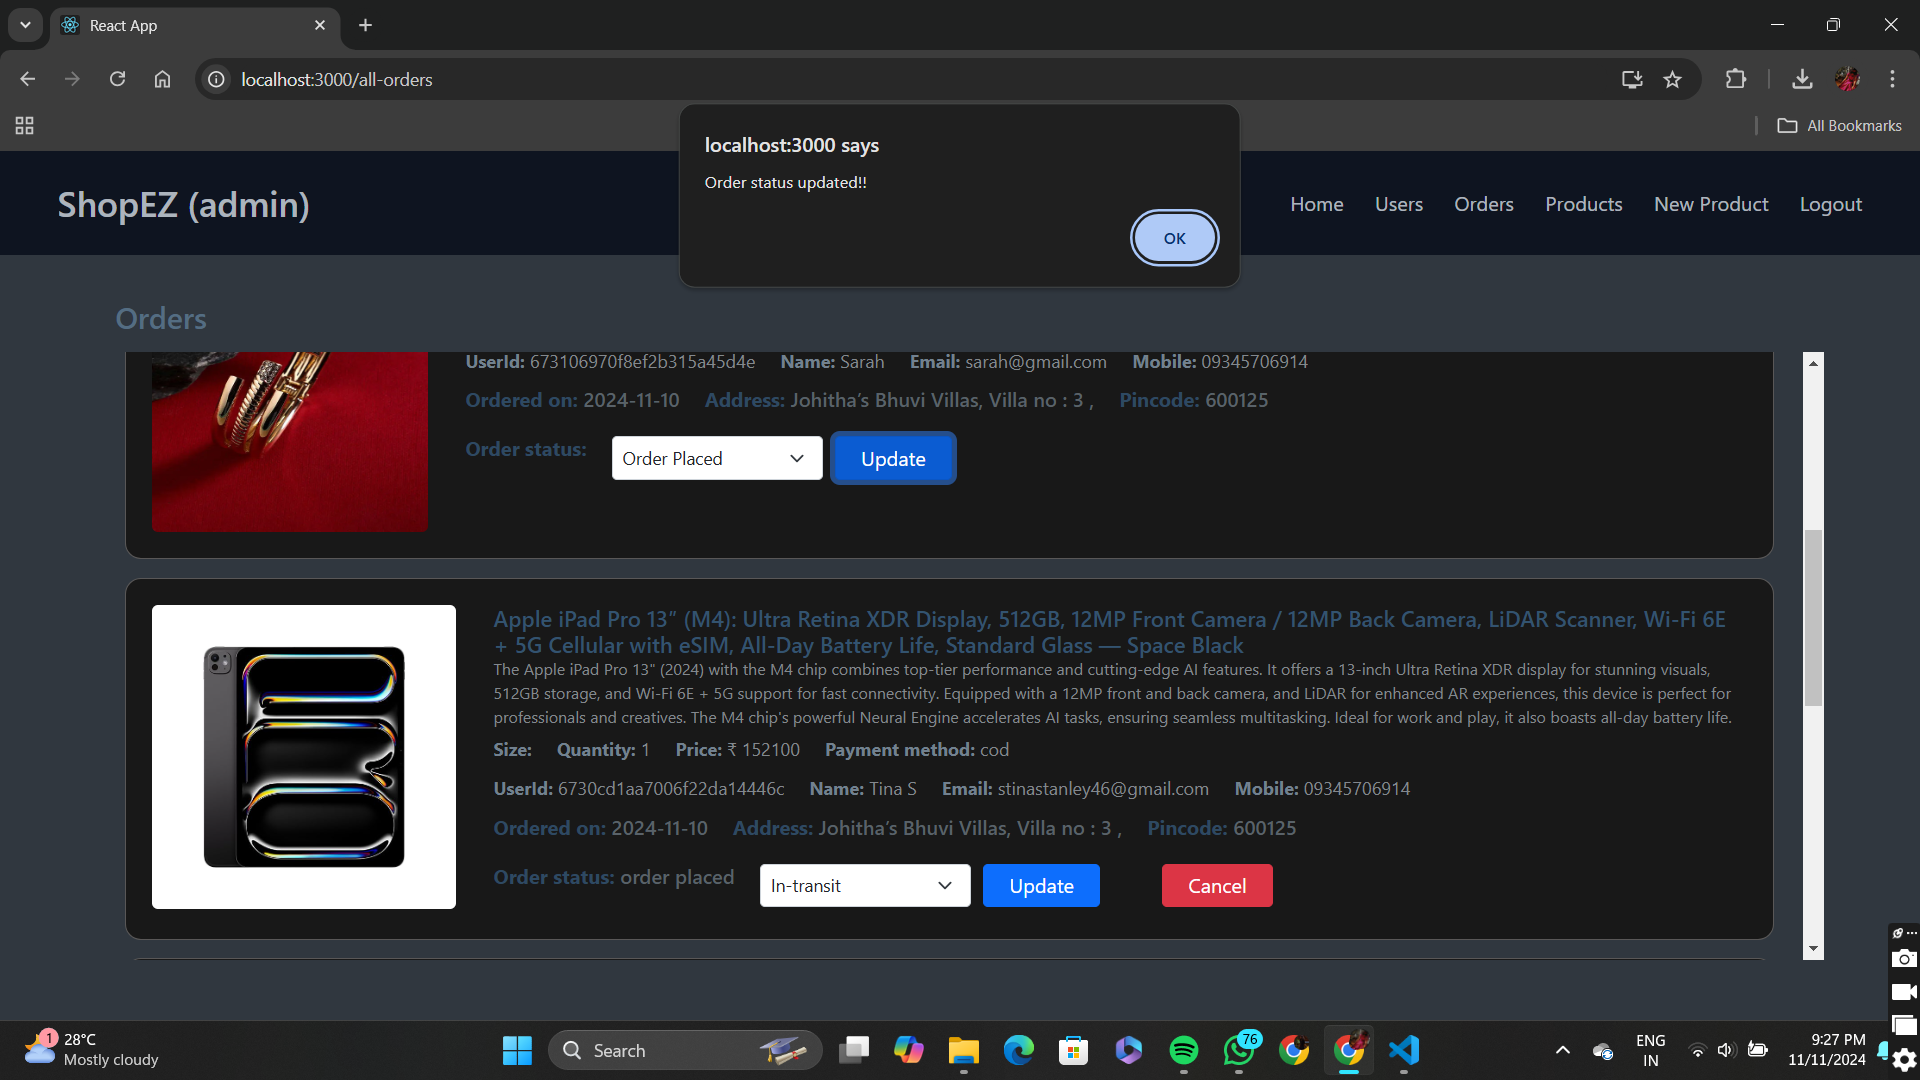 React App
localhost:3000/all-orders
All Bookmarks
localhost:3000 says
Order status updated!!
OK
ShopEZ (admin)
Home Users Orders Products New Product Logout
Orders
UserId: 673106970f8ef2b315a45d4e Name: Sarah Email: sarah@gmail.com Mobile: 09345706914
Ordered on: 2024-11-10 Address: Johitha’s Bhuvi Villas, Villa no : 3 , Pincode: 600125
Order status: Order Placed Update
Apple iPad Pro 13″ (M4): Ultra Retina XDR Display, 512GB, 12MP Front Camera / 12MP Back Camera, LiDAR Scanner, Wi-Fi 6E
+ 5G Cellular with eSIM, All-Day Battery Life, Standard Glass — Space Black
The Apple iPad Pro 13" (2024) with the M4 chip combines top-tier performance and cutting-edge AI features. It offers a 13-inch Ultra Retina XDR display for stunning visuals,
512GB storage, and Wi-Fi 6E + 5G support for fast connectivity. Equipped with a 12MP front and back camera, and LiDAR for enhanced AR experiences, this device is perfect for
professionals and creatives. The M4 chip's powerful Neural Engine accelerates AI tasks, ensuring seamless multitasking. Ideal for work and play, it also boasts all-day battery life.
Size: Quantity: 1 Price: ₹ 152100 Payment method: cod
UserId: 6730cd1aa7006f22da14446c Name: Tina S Email: stinastanley46@gmail.com Mobile: 09345706914
Ordered on: 2024-11-10 Address: Johitha’s Bhuvi Villas, Villa no : 3 , Pincode: 600125
Order status: order placed In-transit Update Cancel
1
28°C
Mostly cloudy
Search
76
ENG
IN
9:27 PM
11/11/2024